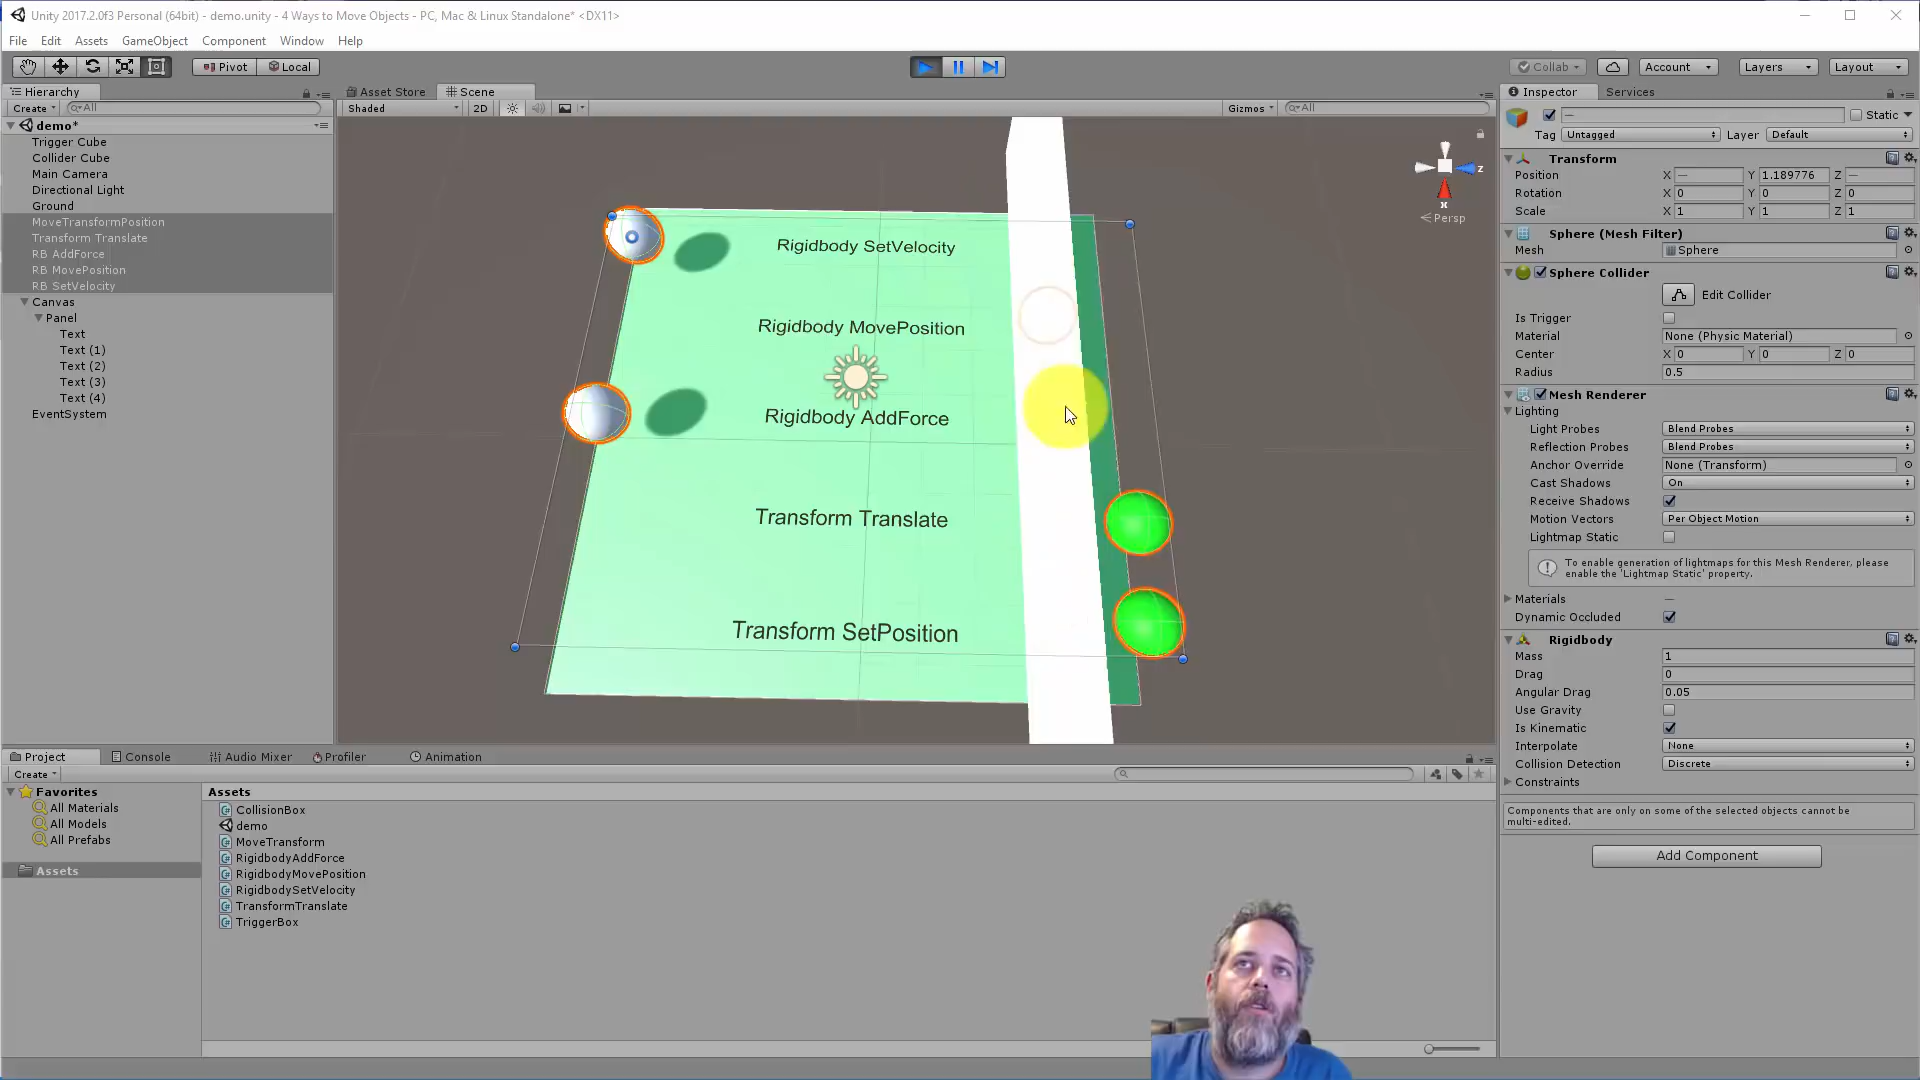 Unity 2017.2.0f3 Personal (64bit) - demo.unity - 4 Ways to Move Objects - PC, Mac & Linux Standalone* <DX11>
File Edit Assets GameObject Component Window Help
Pivot Local Collab Account Layers Layout
Hierarchy
Create All
demo*
Trigger Cube
Collider Cube
Main Camera
Directional Light
Ground
MoveTransformPosition
Transform Translate
RB AddForce
RB MovePosition
RB SetVelocity
Canvas
Panel
Text
Text (1)
Text (2)
Text (3)
Text (4)
EventSystem
Asset Store Scene
Shaded 2D Gizmos All
z
x
Persp
Rigidbody SetVelocity
Rigidbody MovePosition
Rigidbody AddForce
Transform Translate
Transform SetPosition
Inspector Services
— Static
Tag Untagged Layer Default
Transform
Position X — Y 1.189776 Z —
Rotation X 0 Y 0 Z 0
Scale X 1 Y 1 Z 1
Sphere (Mesh Filter)
Mesh Sphere
Sphere Collider
Edit Collider
Is Trigger
Material None (Physic Material)
Center X 0 Y 0 Z 0
Radius 0.5
Mesh Renderer
Lighting
Light Probes Blend Probes
Reflection Probes Blend Probes
Anchor Override None (Transform)
Cast Shadows On
Receive Shadows
Motion Vectors Per Object Motion
Lightmap Static
To enable generation of lightmaps for this Mesh Renderer, please
enable the 'Lightmap Static' property.
Materials —
Dynamic Occluded
Rigidbody
Mass 1
Drag 0
Angular Drag 0.05
Use Gravity
Is Kinematic
Interpolate None
Collision Detection Discrete
Constraints
Components that are only on some of the selected objects cannot be
multi-edited.
Add Component
Project Console Audio Mixer Profiler Animation
Create
Favorites
All Materials
All Models
All Prefabs
Assets
Assets
CollisionBox
demo
MoveTransform
RigidbodyAddForce
RigidbodyMovePosition
RigidbodySetVelocity
TransformTranslate
TriggerBox